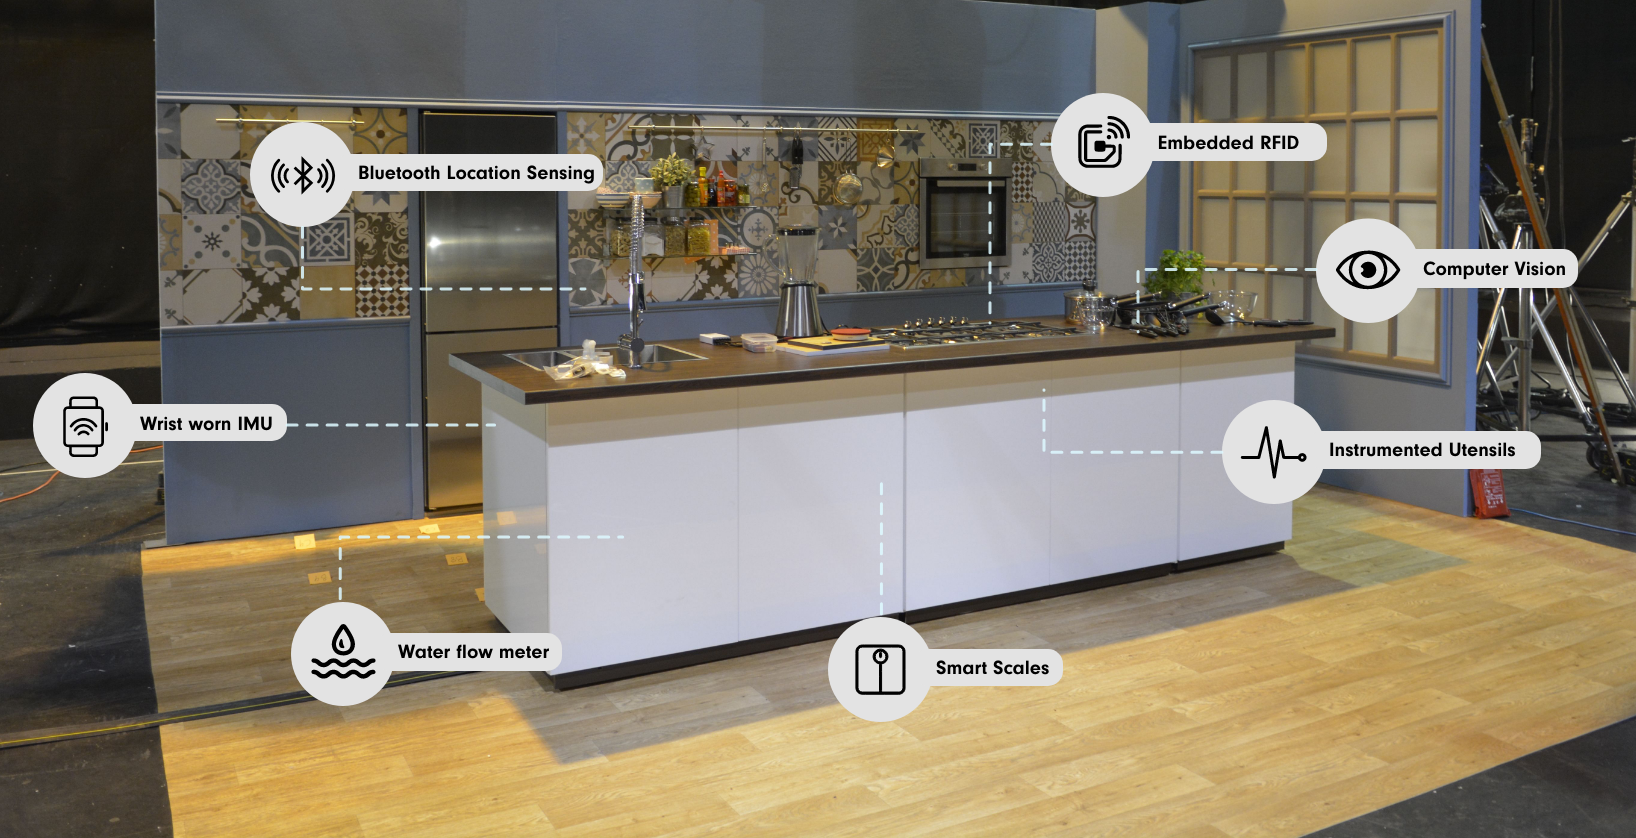 Embedded RFID
Bluetooth Location Sensing
Computer Vision
Wrist worn IMU
Instrumented Utensils
Water flow meter
Smart Scales